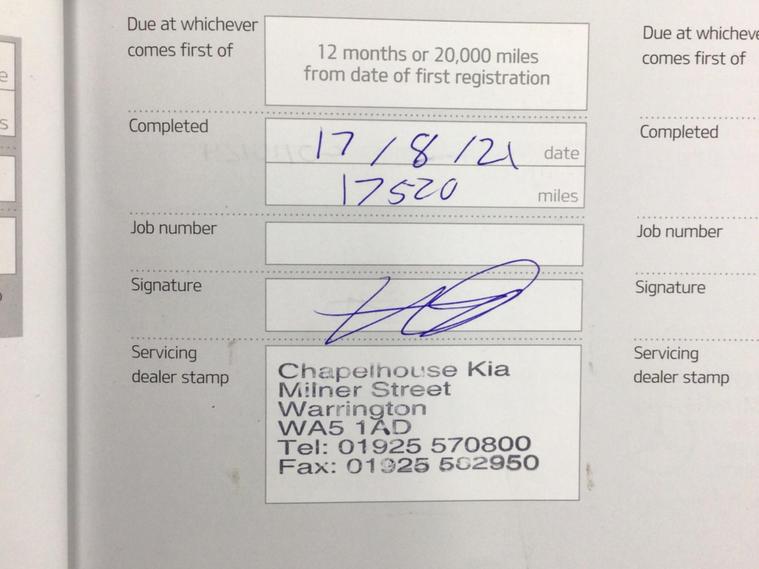 Due at whichever
comes first of
12 months or 20,000 miles
from date of first registration
Completed
17/8/21 date
17520 miles
Job number
Signature
Servicing
dealer stamp
Chapelhouse Kia
Milner Street
Warrington
WA5 1AD
Tel: 01925 570800
Fax: 01925 562950
Due at whicheve
comes first of
Completed
Job number
Signature
Servicing
dealer stamp
e
s